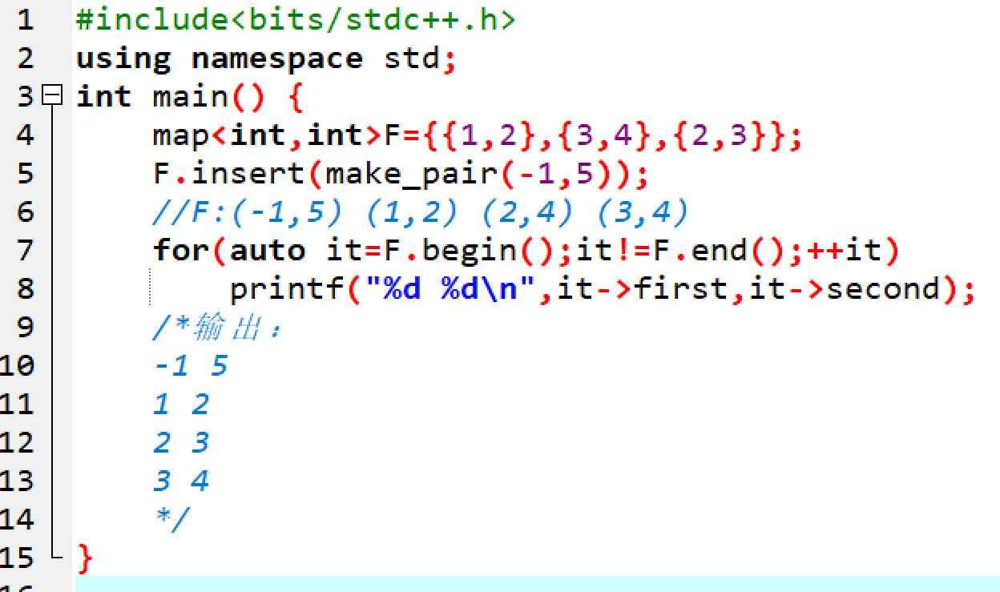 1 #include<bits/stdc++.h>
2 using namespace std;
3 int main() {
4 map<int,int>F={{1,2},{3,4},{2,3}};
5 F.insert(make_pair(-1,5));
6 //F:(-1,5) (1,2) (2,4) (3,4)
7 for(auto it=F.begin();it!=F.end();++it)
8 printf("%d %d\n",it->first,it->second);
9 /*输出：
10 -1 5
11 1 2
12 2 3
13 3 4
14 */
15 }